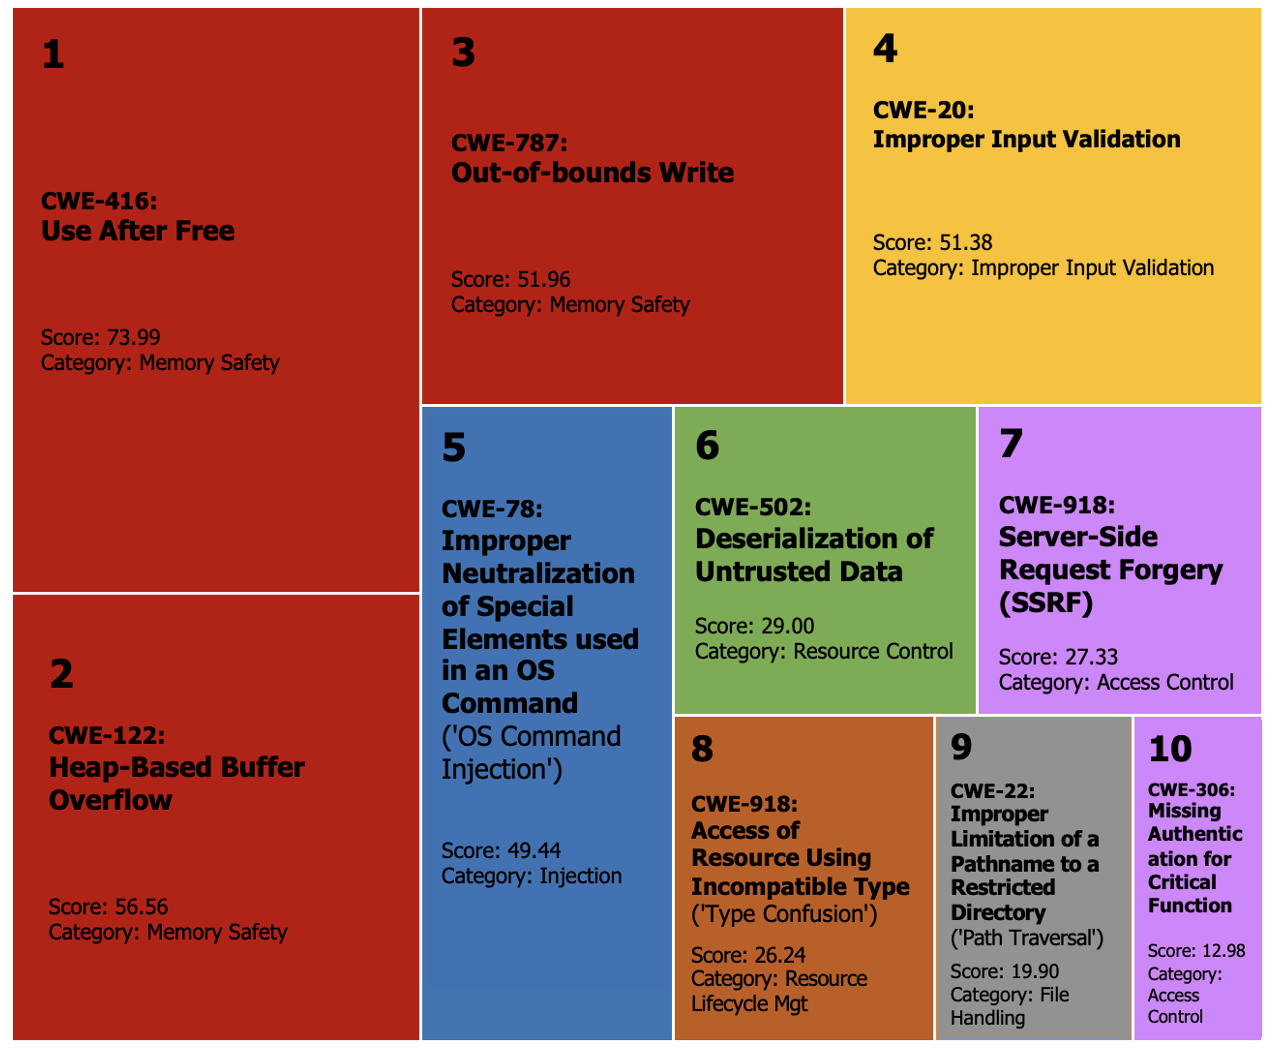 1
CWE-416:
Use After Free
Score: 73.99
Category: Memory Safety
2
CWE-122:
Heap-Based Buffer
Overflow
Score: 56.56
Category: Memory Safety
3
CWE-787:
Out-of-bounds Write
Score: 51.96
Category: Memory Safety
4
CWE-20:
Improper Input Validation
Score: 51.38
Category: Improper Input Validation
5
CWE-78:
Improper
Neutralization
of Special
Elements used
in an OS
Command
('OS Command
Injection')
Score: 49.44
Category: Injection
6
CWE-502:
Deserialization of
Untrusted Data
Score: 29.00
Category: Resource Control
7
CWE-918:
Server-Side
Request Forgery
(SSRF)
Score: 27.33
Category: Access Control
8
CWE-918:
Access of
Resource Using
Incompatible Type
('Type Confusion')
Score: 26.24
Category: Resource
Lifecycle Mgt
9
CWE-22:
Improper
Limitation of a
Pathname to a
Restricted
Directory
('Path Traversal')
Score: 19.90
Category: File
Handling
10
CWE-306:
Missing
Authentic
ation for
Critical
Function
Score: 12.98
Category:
Access
Control